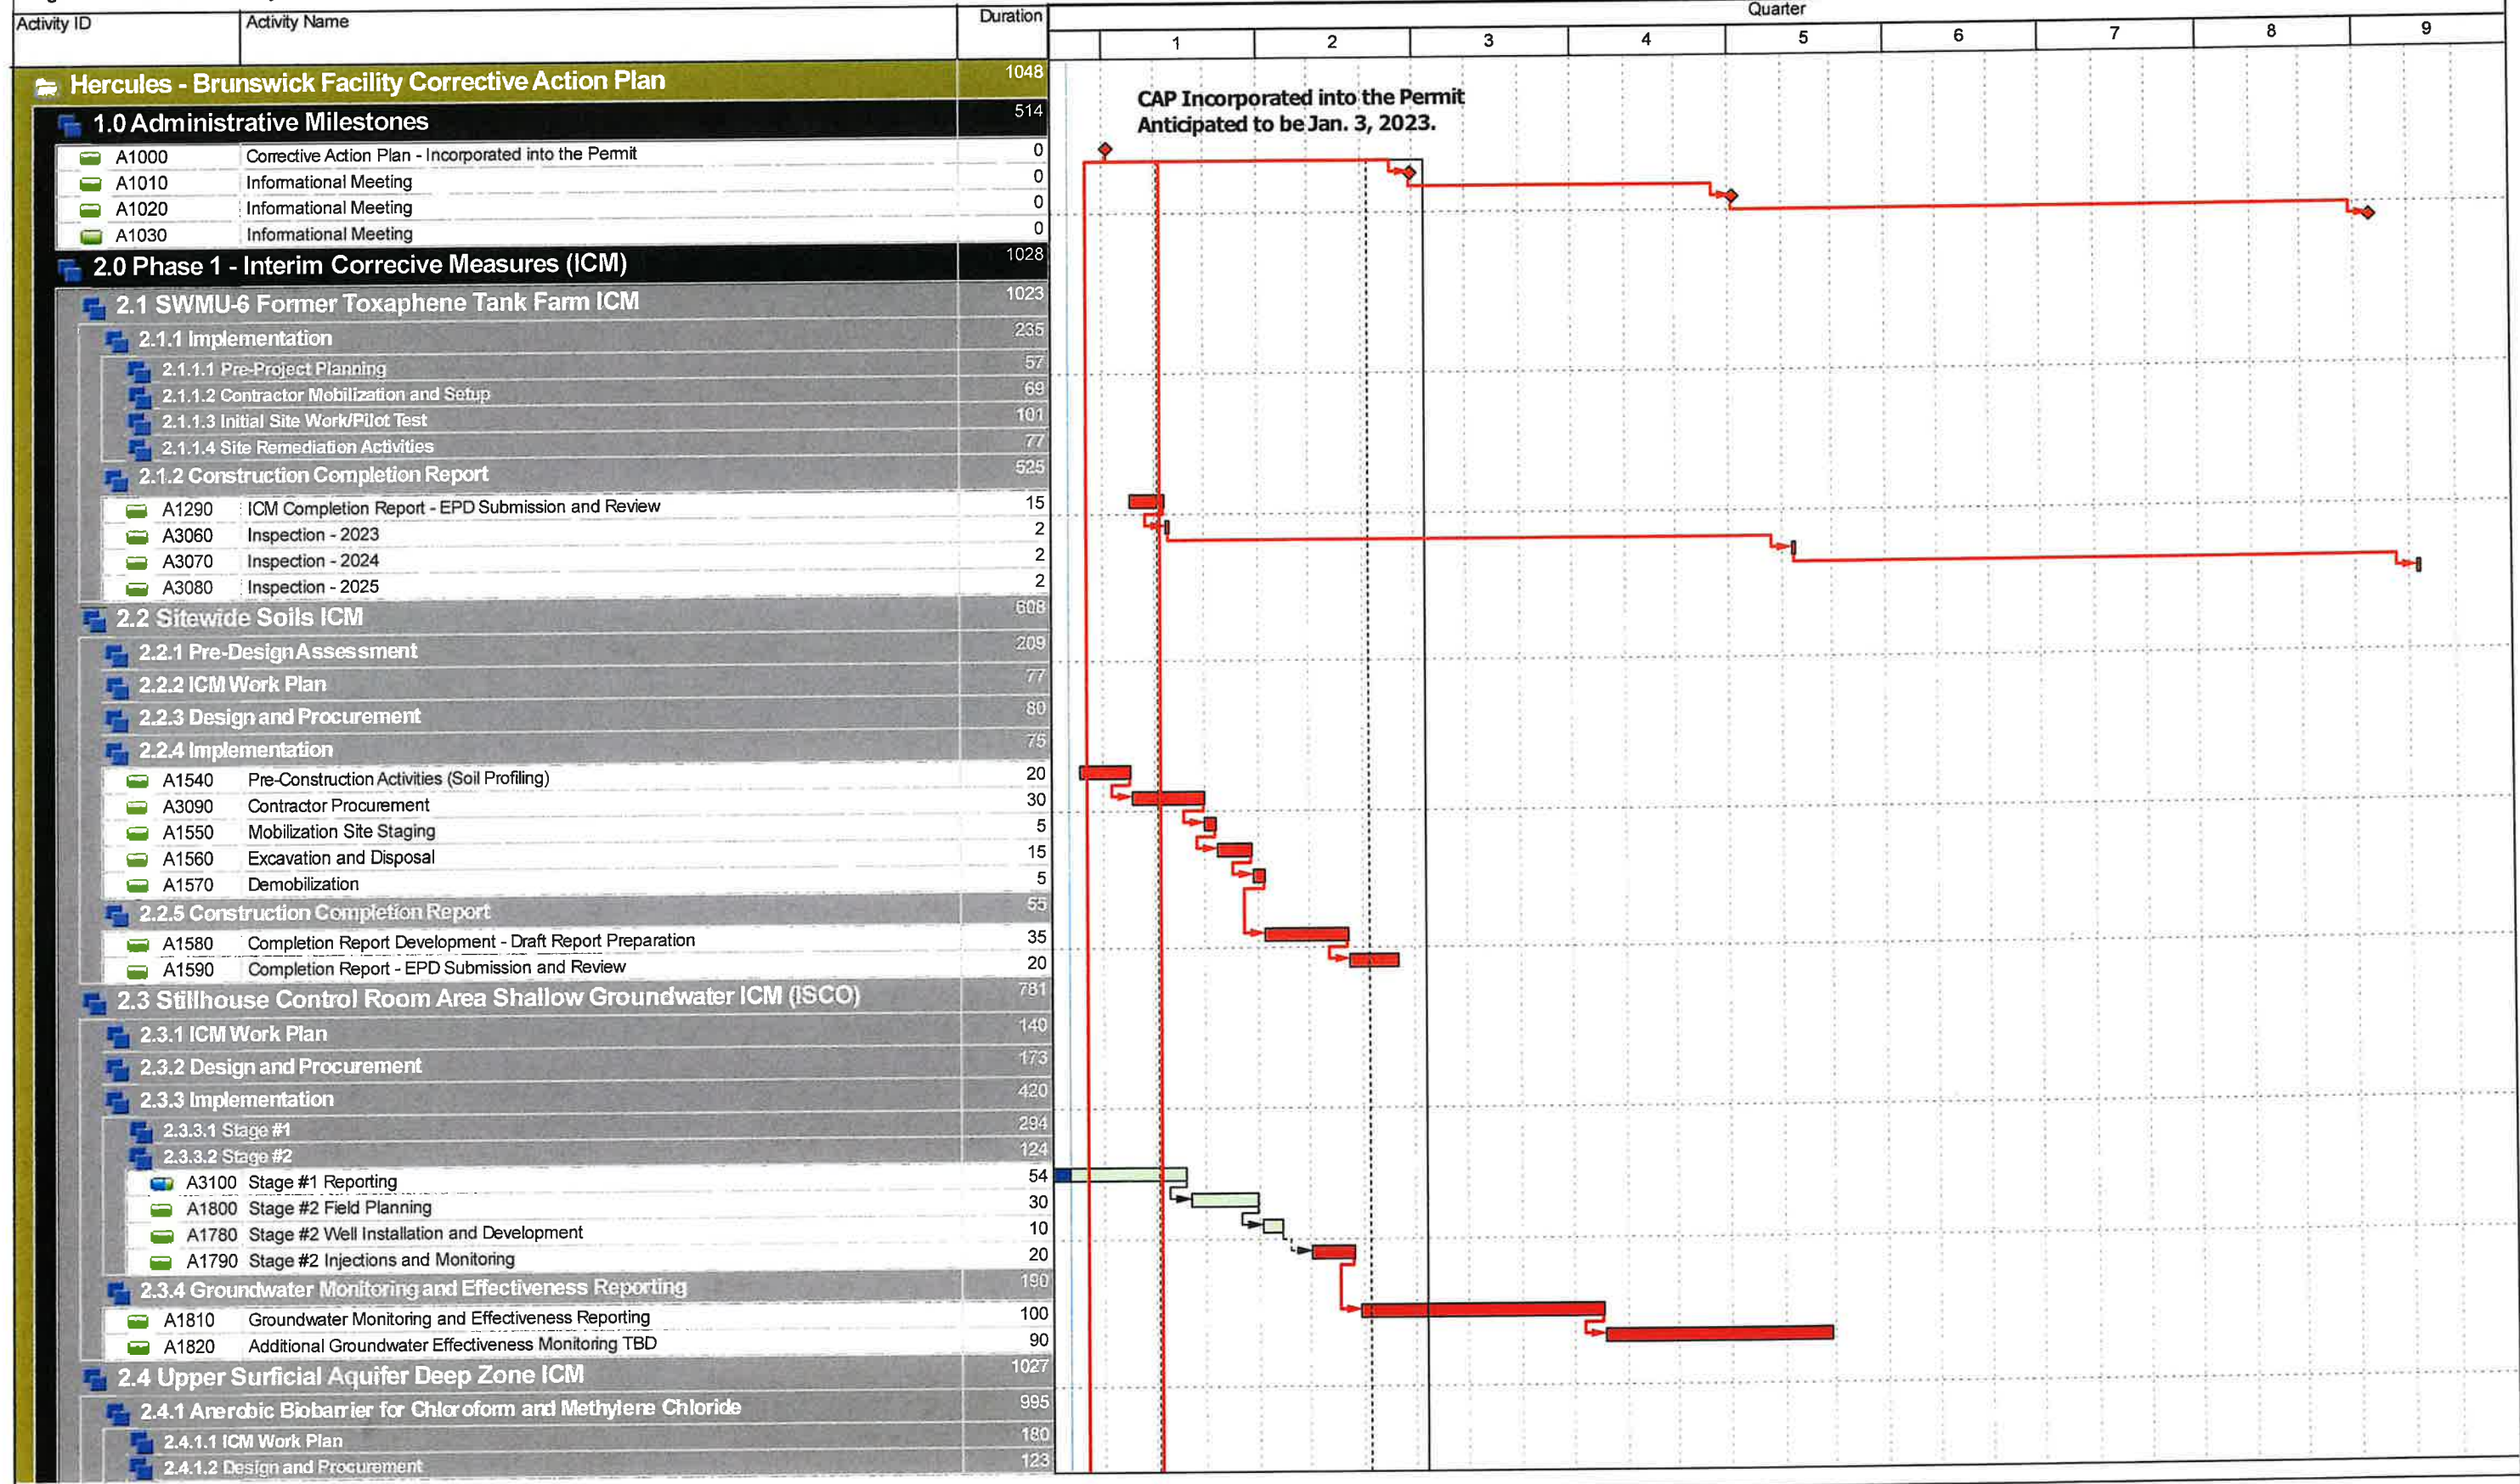 Activity ID Activity Name Duration Quarter
1 2 3 4 5 6 7 8 9
Hercules - Brunswick Facility Corrective Action Plan 1048
CAP Incorporated into the Permit
Anticipated to be Jan. 3, 2023.
1.0 Administrative Milestones 514
A1000 Corrective Action Plan - Incorporated into the Permit 0
A1010 Informational Meeting 0
A1020 Informational Meeting 0
A1030 Informational Meeting 0
2.0 Phase 1 - Interim Correcive Measures (ICM) 1028
2.1 SWMU-6 Former Toxaphene Tank Farm ICM 1023
2.1.1 Implementation 235
2.1.1.1 Pre-Project Planning 57
2.1.1.2 Contractor Mobilization and Setup 69
2.1.1.3 Initial Site Work/Pilot Test 101
2.1.1.4 Site Remediation Activities 77
2.1.2 Construction Completion Report 525
A1290 ICM Completion Report - EPD Submission and Review 15
A3060 Inspection - 2023 2
A3070 Inspection - 2024 2
A3080 Inspection - 2025 2
2.2 Sitewide Soils ICM 608
2.2.1 Pre-Design Assessment 209
2.2.2 ICM Work Plan 77
2.2.3 Design and Procurement 80
2.2.4 Implementation 75
A1540 Pre-Construction Activities (Soil Profiling) 20
A3090 Contractor Procurement 30
A1550 Mobilization Site Staging 5
A1560 Excavation and Disposal 15
A1570 Demobilization 5
2.2.5 Construction Completion Report 55
A1580 Completion Report Development - Draft Report Preparation 35
A1590 Completion Report - EPD Submission and Review 20
2.3 Stillhouse Control Room Area Shallow Groundwater ICM (ISCO) 781
2.3.1 ICM Work Plan 140
2.3.2 Design and Procurement 173
2.3.3 Implementation 420
2.3.3.1 Stage #1 294
2.3.3.2 Stage #2 124
A3100 Stage #1 Reporting 54
A1800 Stage #2 Field Planning 30
A1780 Stage #2 Well Installation and Development 10
A1790 Stage #2 Injections and Monitoring 20
2.3.4 Groundwater Monitoring and Effectiveness Reporting 190
A1810 Groundwater Monitoring and Effectiveness Reporting 100
A1820 Additional Groundwater Effectiveness Monitoring TBD 90
2.4 Upper Surficial Aquifer Deep Zone ICM 1027
2.4.1 Anerobic Biobarrier for Chloroform and Methylene Chloride 995
2.4.1.1 ICM Work Plan 180
2.4.1.2 Design and Procurement 123